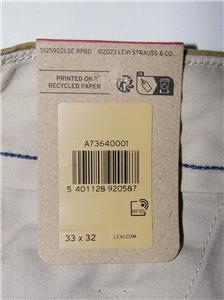 S125922LSE RPBD ©2023 LEVI STRAUSS & CO.
PRINTED ON
RECYCLED PAPER
A73640001
5 401128 920587
RFID
33 x 32 LEVI.COM